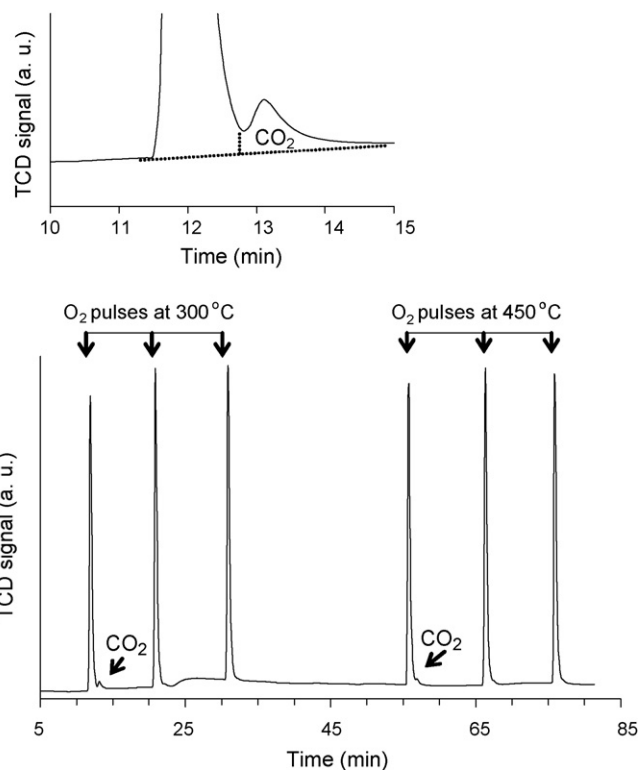 TCD signal (a. u.)
CO2
10 11 12 13 14 15
Time (min)
O2 pulses at 300 °C
O2 pulses at 450 °C
TCD signal (a. u.)
CO2
CO2
5 25 45 65 85
Time (min)